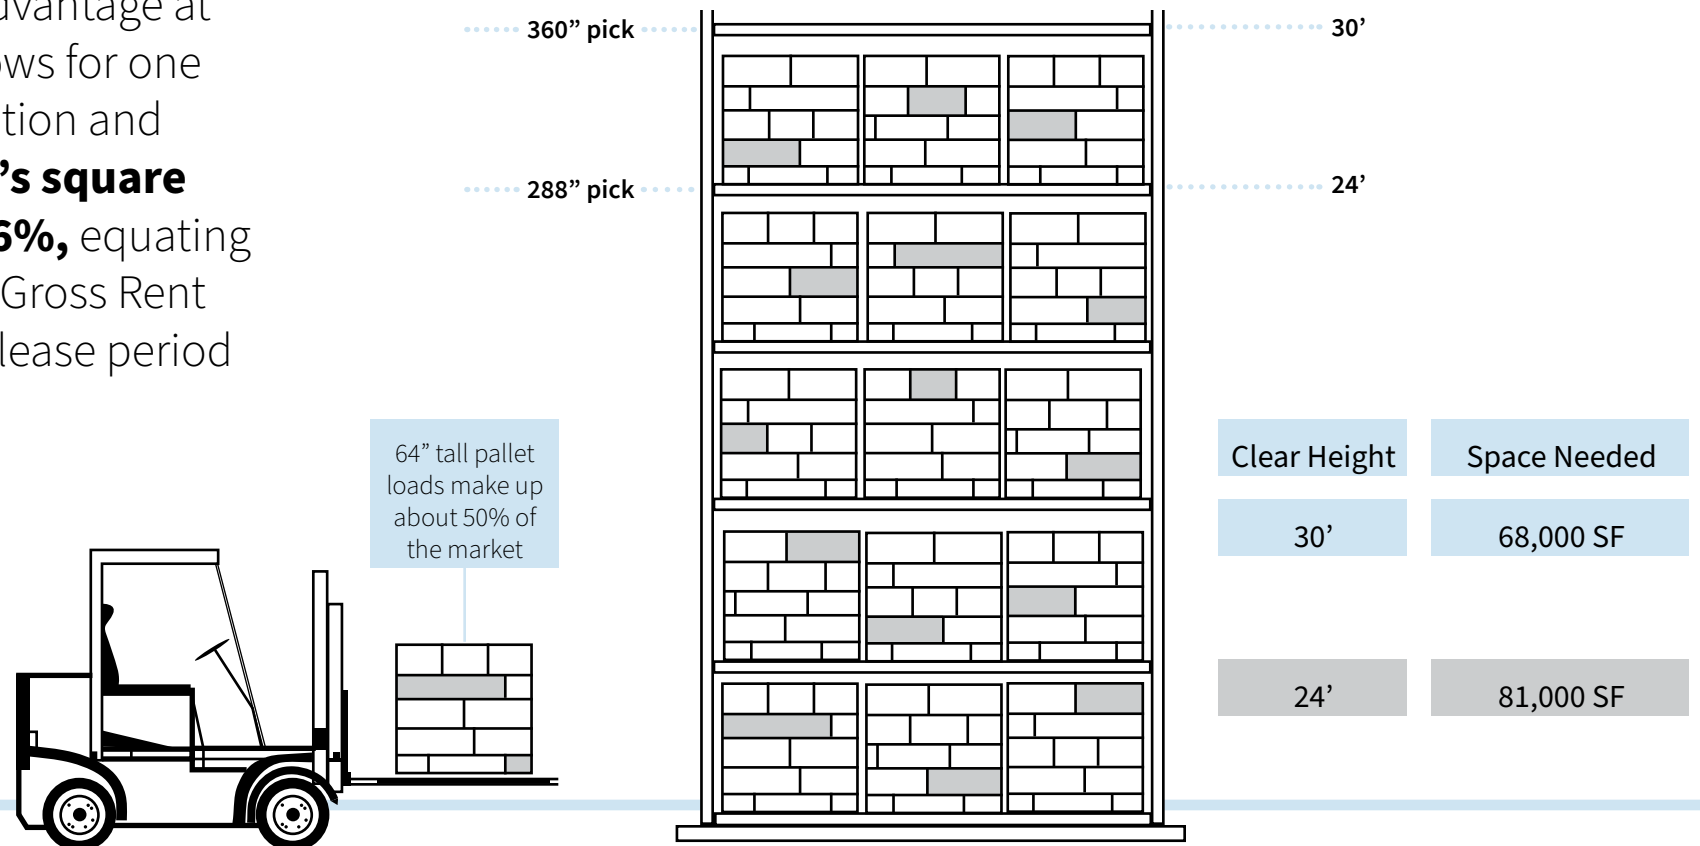 advantage at
ows for one
tion and
’s square
6%, equating
Gross Rent
lease period
360” pick
30’
288” pick
24’
64” tall pallet
loads make up
about 50% of
the market
Clear Height Space Needed
30’ 68,000 SF
24’ 81,000 SF